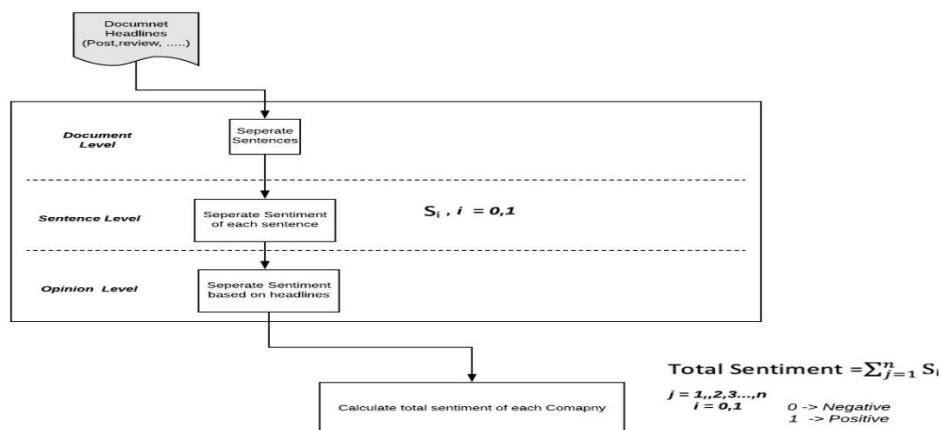 Documnet
Headlines
(Post,review, .....)
Document
Level
Seperate
Sentences
Sentence Level
Seperate Sentiment
of each sentence
Sᵢ , i = 0,1
Opinion Level
Seperate Sentiment
based on headlines
Calculate total sentiment of each Comapny
Total Sentiment =∑ⁿⱼ₌₁ Sᵢ
j = 1,,2,3...,n
i = 0,1
0 -> Negative
1 -> Positive